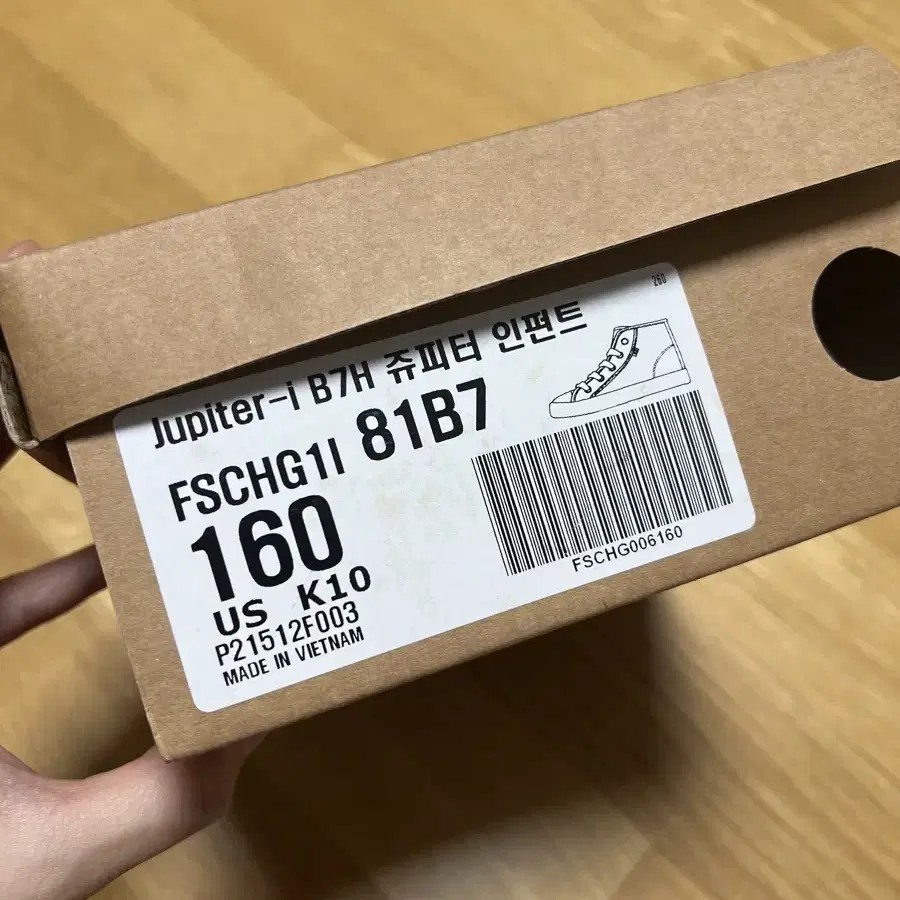 260
Jupiter-i B7H 쥬피터 인펀트
FSCHG1I 81B7
160
US K10
P21512F003
MADE IN VIETNAM
FSCHG006160